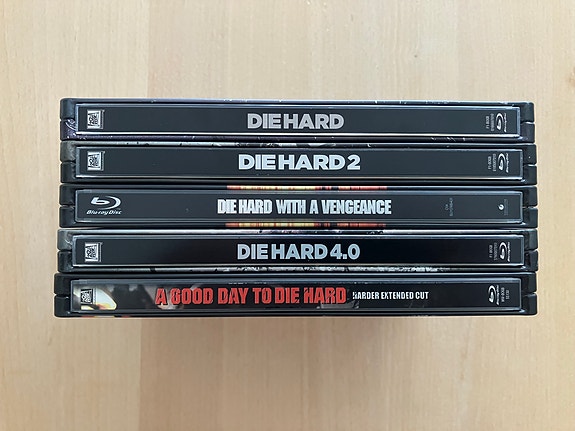 DIE HARD
DIE HARD 2
Blu-ray Disc
DIE HARD WITH A VENGEANCE
DIE HARD 4.0
A GOOD DAY TO DIE HARD HARDER EXTENDED CUT